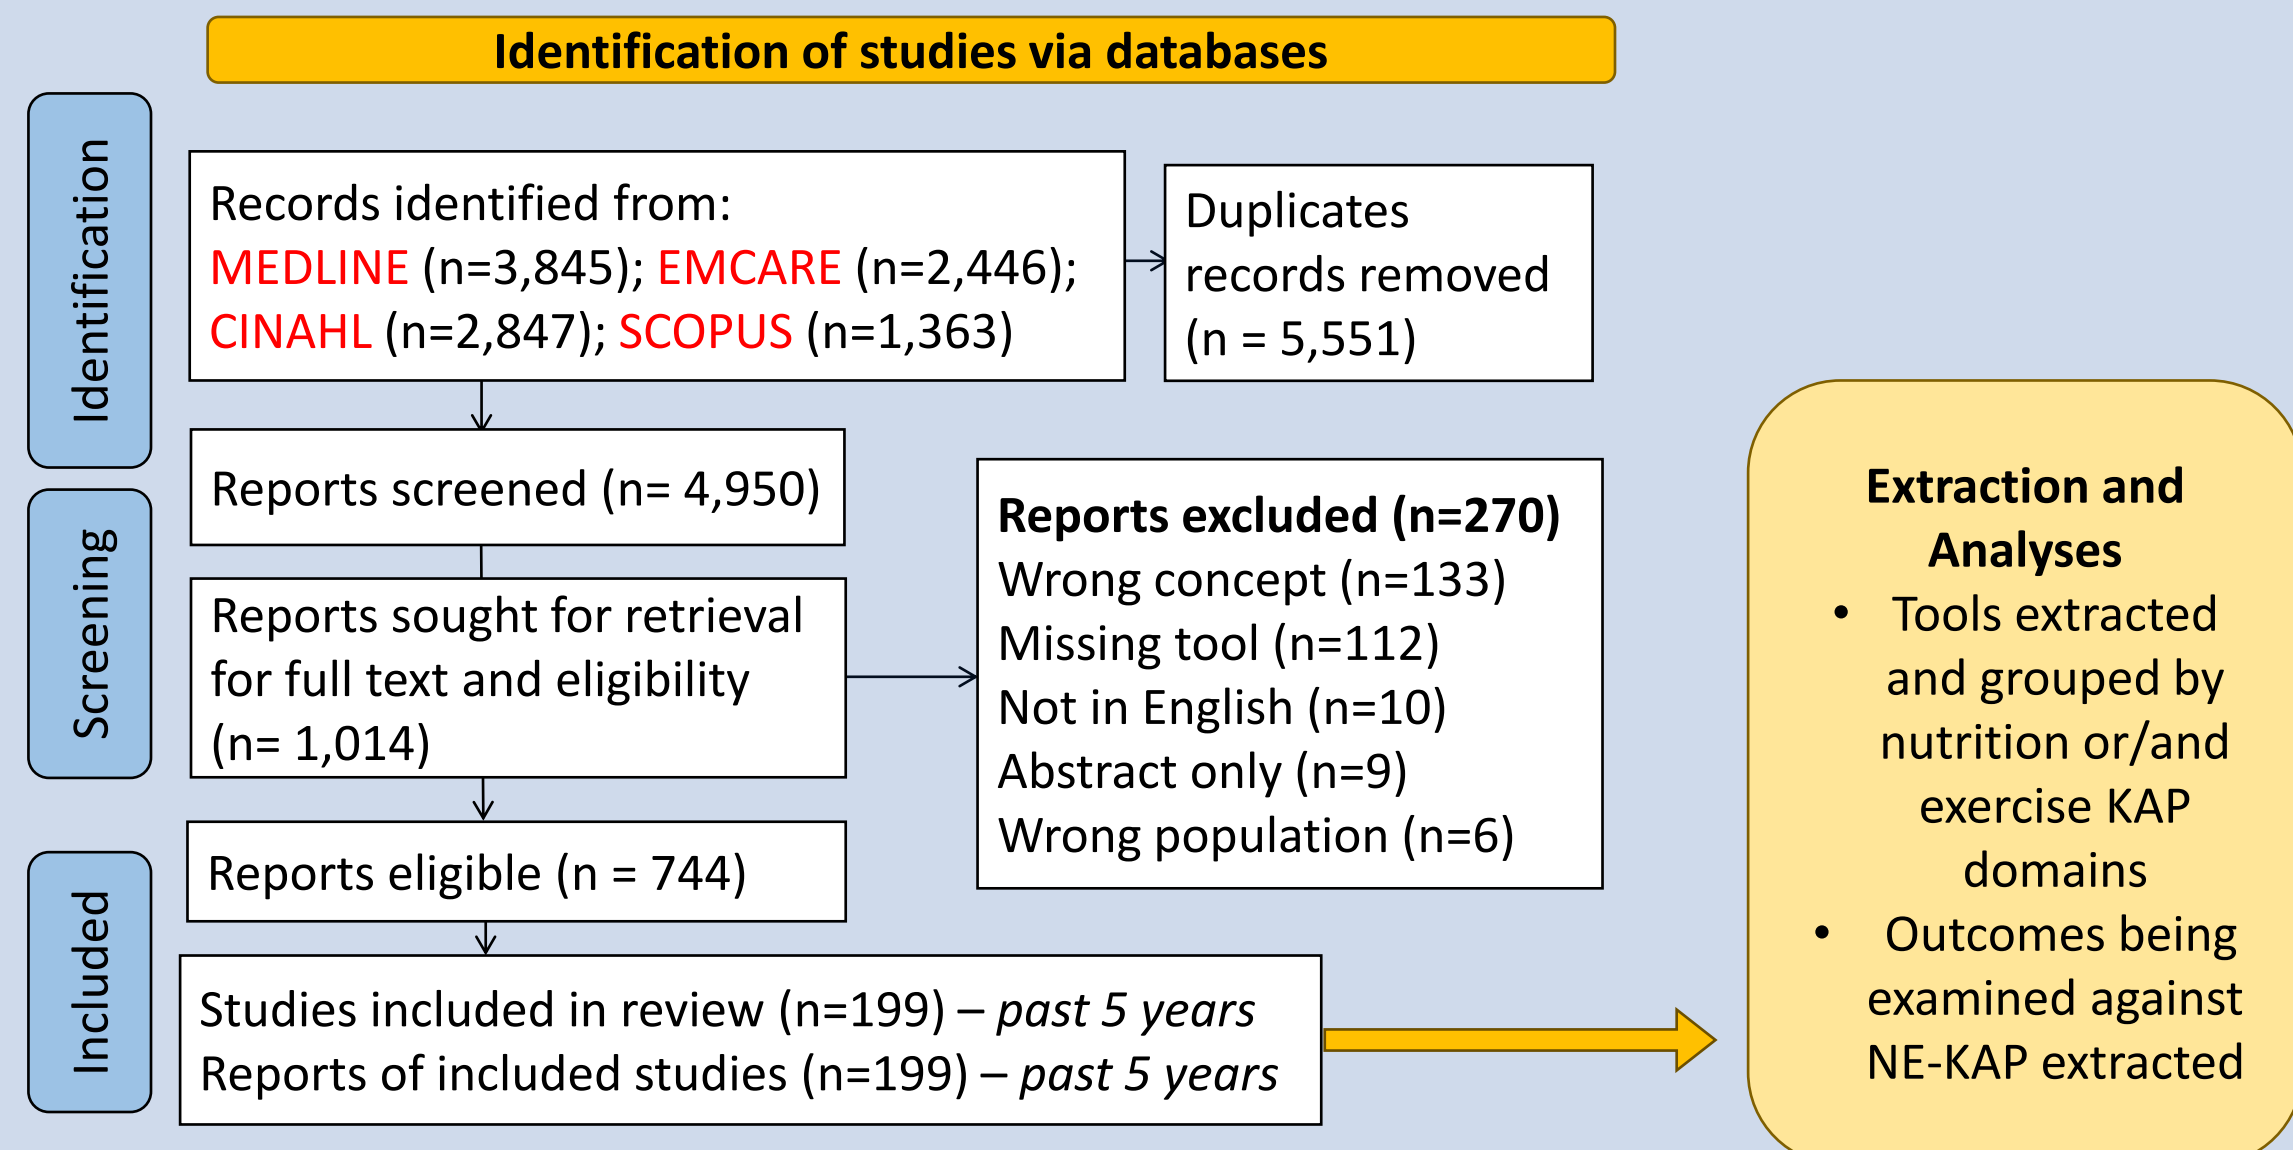 Identification of studies via databases
Identification
Records identified from:
MEDLINE (n=3,845); EMCARE (n=2,446);
CINAHL (n=2,847); SCOPUS (n=1,363)
Duplicates
records removed
(n = 5,551)
Reports screened (n= 4,950)
Screening
Reports sought for retrieval
for full text and eligibility
(n= 1,014)
Reports excluded (n=270)
Wrong concept (n=133)
Missing tool (n=112)
Not in English (n=10)
Abstract only (n=9)
Wrong population (n=6)
Reports eligible (n = 744)
Included
Studies included in review (n=199) – past 5 years
Reports of included studies (n=199) – past 5 years
Extraction and
Analyses
• Tools extracted
and grouped by
nutrition or/and
exercise KAP
domains
• Outcomes being
examined against
NE-KAP extracted